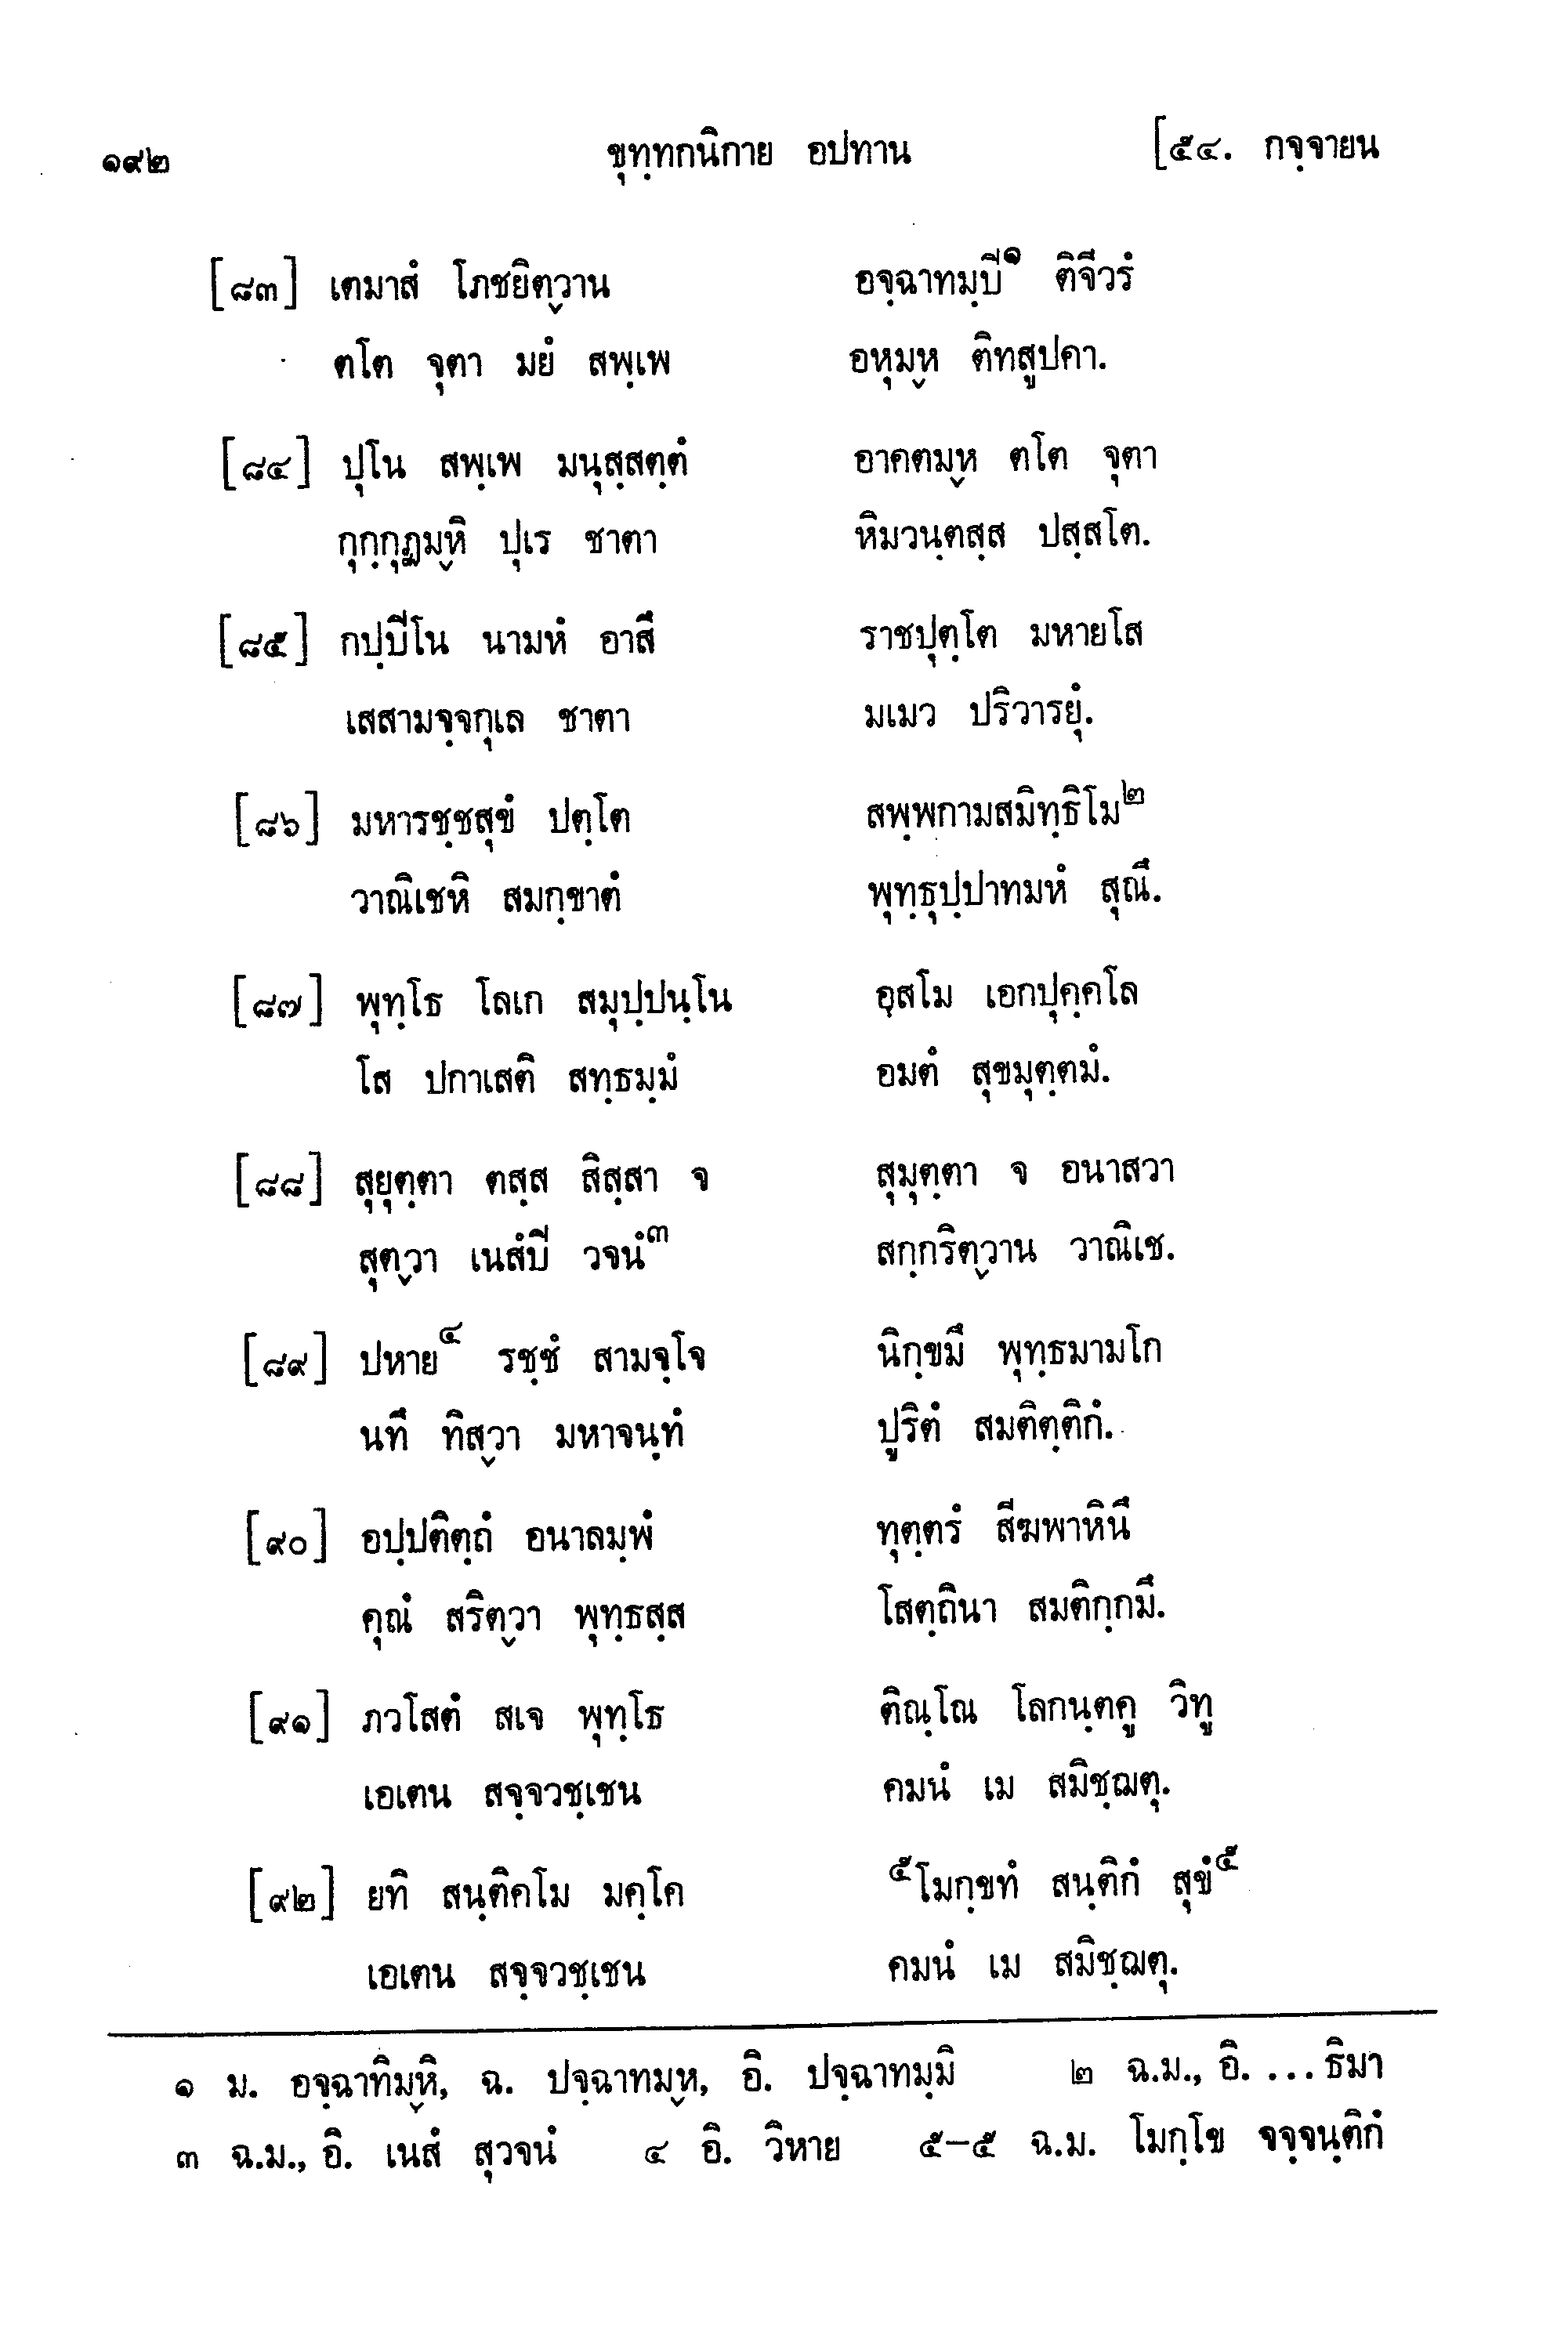 ๑๙๒ ขุทฺทกนิกาย อปทาน [๕๔. กจฺจายน
[๘๓] เตมาสํ โภชยิตฺวาน อจฺฉาทมฺปี๑ ติจีวรํ
ตโต จุตา มยํ สพฺเพ อหุมฺห ติทสูปคา.
[๘๔] ปุโน สพฺเพ มนุสฺสตฺตํ อาคตมฺห ตโต จุตา
กุกฺกุฏมฺหิ ปุเร ชาตา หิมวนฺตสฺส ปสฺสโต.
[๘๕] กปฺปีโน นามหํ อาสึ ราชปุตฺโต มหายโส
เสสามจฺจกุเล ชาตา มเมว ปริวารยุํ.
[๘๖] มหารชฺชสุขํ ปตฺโต สพฺพกามสมิทฺธิโม๒
วาณิเชหิ สมกฺขาตํ พุทฺธุปฺปาทมหํ สุณึ.
[๘๗] พุทฺโธ โลเก สมุปฺปนฺโน อสฺโม เอกปุคฺคโล
โส ปกาเสติ สทฺธมฺมํ อมตํ สุขมุตฺตมํ.
[๘๘] สุยุตฺตา ตสฺส สิสฺสา จ สุมุตฺตา จ อนาสวา
สุตฺวา เนสํปี วจนํ๓ สกฺกริตฺวาน วาณิเช.
[๘๙] ปหาย๔ รชฺชํ สามจฺโจ นิกฺขมึ พุทฺธมามโก
นทึ ทิสฺวา มหาจนฺทํ ปูริตํ สมติตฺติกํ.
[๙๐] อปฺปติตฺถํ อนาลมฺพํ ทุตฺตรํ สีฆพาหินึ
คุณํ สริตฺวา พุทฺธสฺส โสตฺถินา สมติกฺกมึ.
[๙๑] ภวโสตํ สเจ พุทฺโธ ติณฺโณ โลกนฺตคู วิทู
เอเตน สจฺจวชฺเชน คมนํ เม สมิชฺฌตุ.
[๙๒] ยทิ สนฺติคโม มคฺโค ๕โมกฺขทํ สนฺติกํ สุขํ๕
เอเตน สจฺจวชฺเชน คมนํ เม สมิชฺฌตุ.
๑ ม. อจฺฉาทิมฺหิ, ฉ. ปจฺฉาทมฺห, อิ. ปจฺฉาทมฺมิ ๒ ฉ.ม., อิ. ...ธิมา
๓ ฉ.ม., อิ. เนสํ สุวจนํ ๔ อิ. วิหาย ๕-๕ ฉ.ม. โมกฺโข จจฺจนฺติกํ